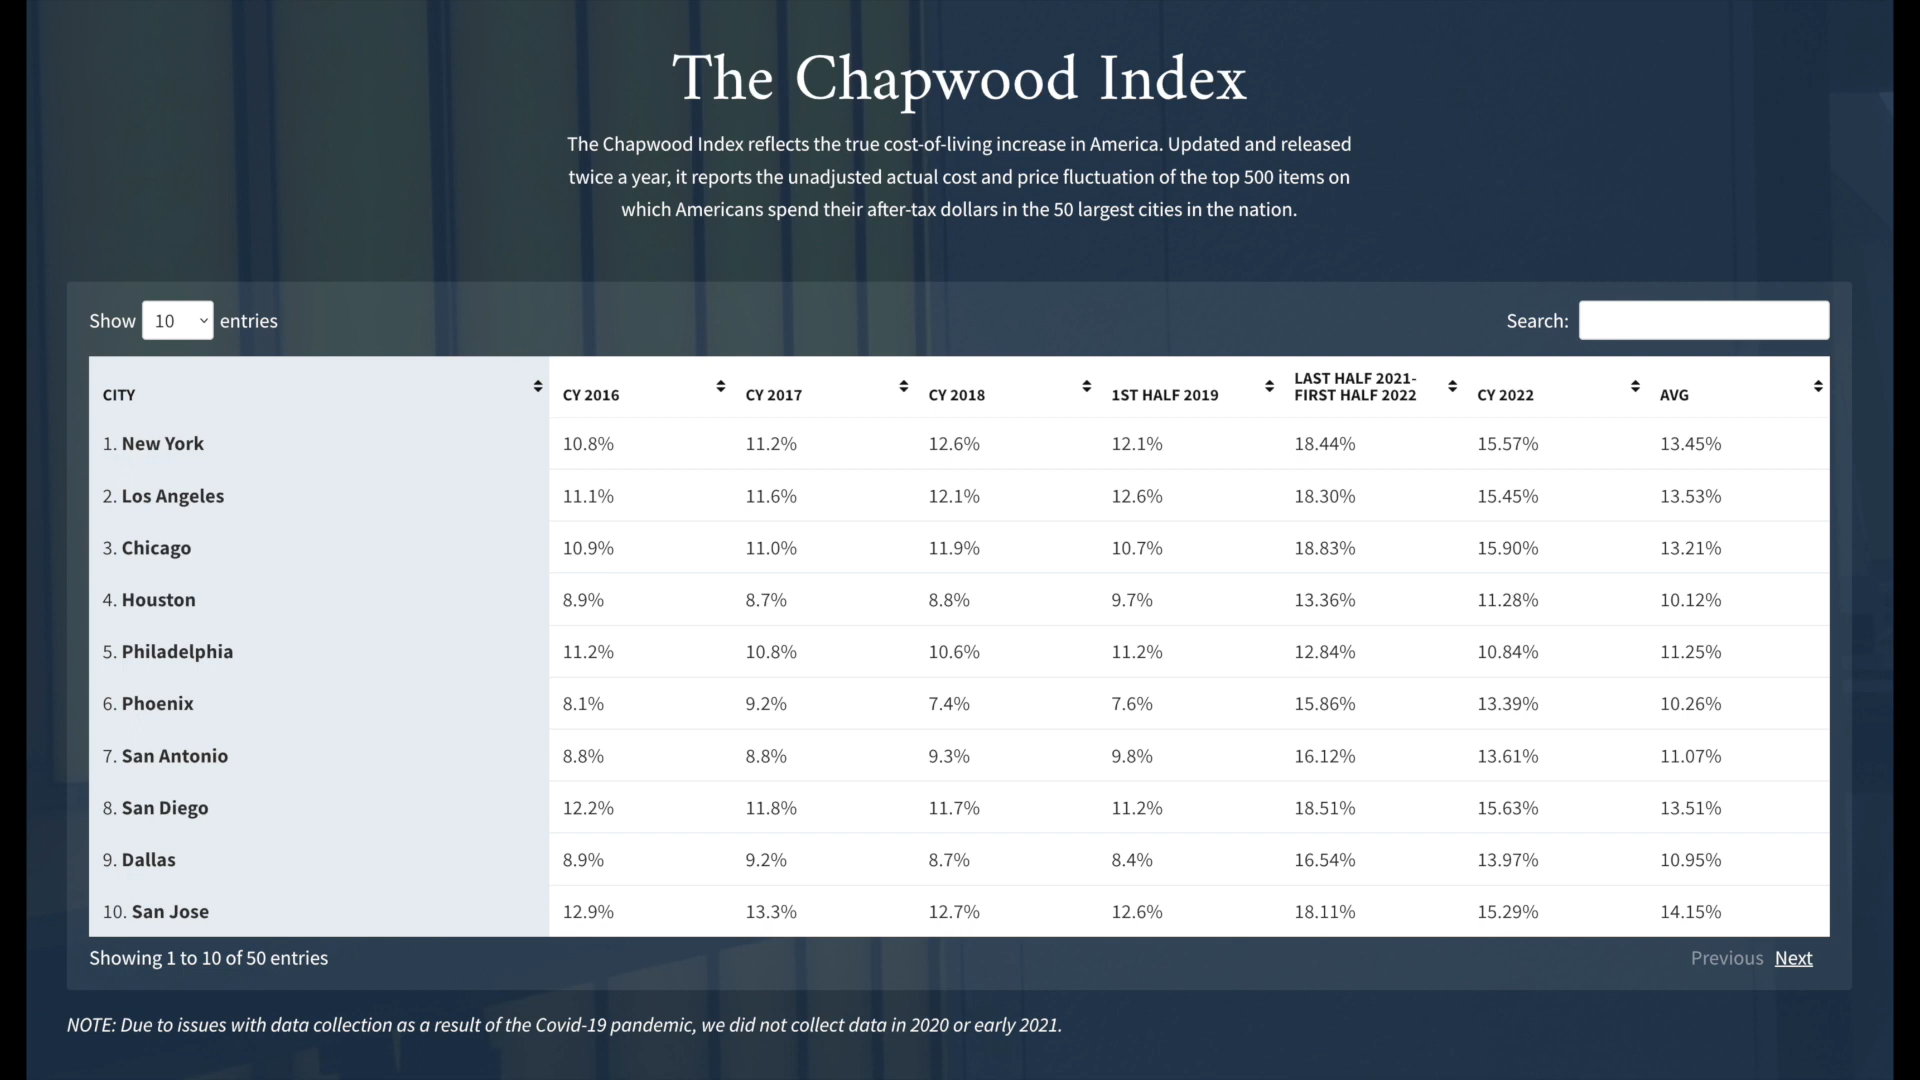 The Chapwood Index
The Chapwood Index reflects the true cost-of-living increase in America. Updated and released
twice a year, it reports the unadjusted actual cost and price fluctuation of the top 500 items on
which Americans spend their after-tax dollars in the 50 largest cities in the nation.
Show 10 entries Search:
CITY CY 2016 CY 2017 CY 2018 1ST HALF 2019 LAST HALF 2021-
FIRST HALF 2022 CY 2022 AVG
1. New York 10.8% 11.2% 12.6% 12.1% 18.44% 15.57% 13.45%
2. Los Angeles 11.1% 11.6% 12.1% 12.6% 18.30% 15.45% 13.53%
3. Chicago 10.9% 11.0% 11.9% 10.7% 18.83% 15.90% 13.21%
4. Houston 8.9% 8.7% 8.8% 9.7% 13.36% 11.28% 10.12%
5. Philadelphia 11.2% 10.8% 10.6% 11.2% 12.84% 10.84% 11.25%
6. Phoenix 8.1% 9.2% 7.4% 7.6% 15.86% 13.39% 10.26%
7. San Antonio 8.8% 8.8% 9.3% 9.8% 16.12% 13.61% 11.07%
8. San Diego 12.2% 11.8% 11.7% 11.2% 18.51% 15.63% 13.51%
9. Dallas 8.9% 9.2% 8.7% 8.4% 16.54% 13.97% 10.95%
10. San Jose 12.9% 13.3% 12.7% 12.6% 18.11% 15.29% 14.15%
Showing 1 to 10 of 50 entries Previous Next
NOTE: Due to issues with data collection as a result of the Covid-19 pandemic, we did not collect data in 2020 or early 2021.